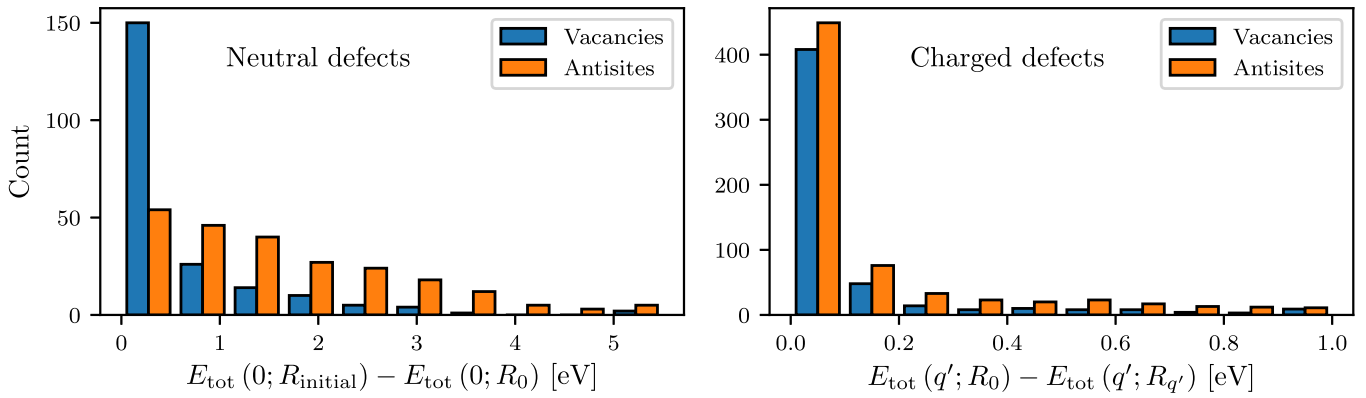 Neutral defects
Vacancies
Antisites
150
100
50
0
Count
0 1 2 3 4 5
E_tot (0; R_initial) − E_tot (0; R_0) [eV]
Charged defects
Vacancies
Antisites
400
300
200
100
0
0.0 0.2 0.4 0.6 0.8 1.0
E_tot (q′; R_0) − E_tot (q′; R_q′) [eV]